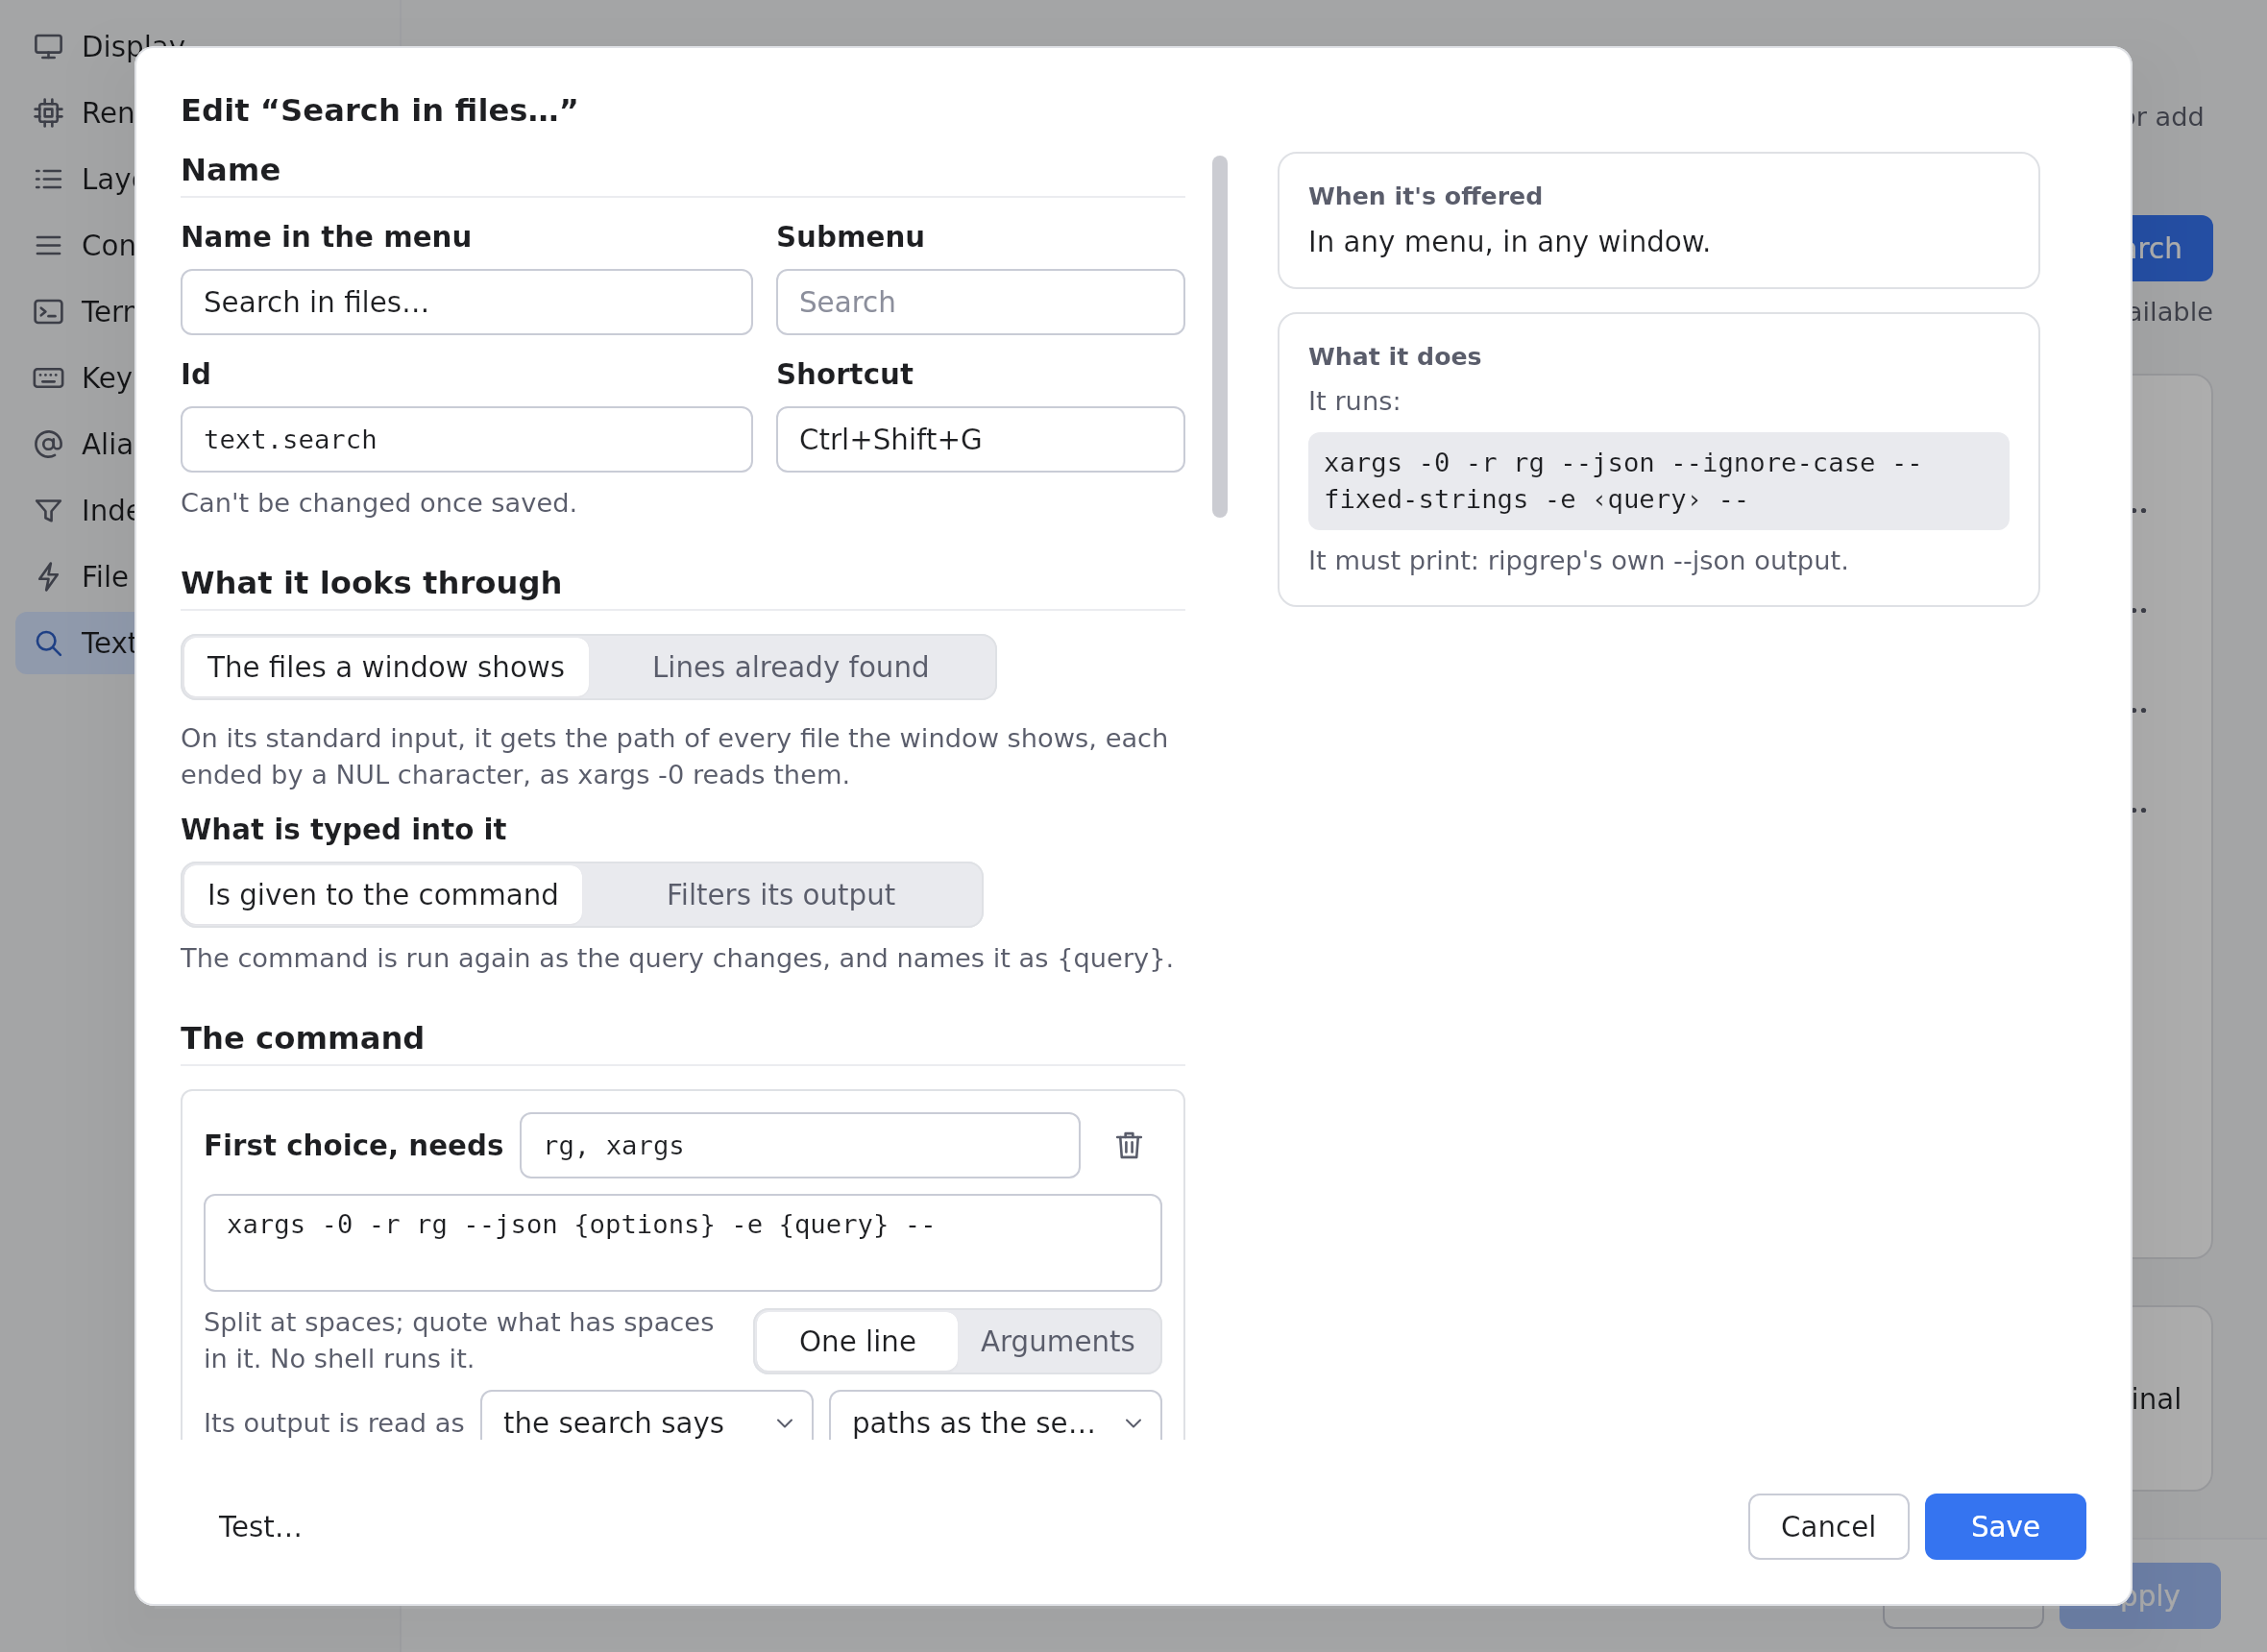 Display
Edit “Search in files…”
Name
Name in the menu
Submenu
Search in files…
Search
Id
Shortcut
text.search
Ctrl+Shift+G
Can't be changed once saved.
What it looks through
The files a window shows
Lines already found
On its standard input, it gets the path of every file the window shows, each
ended by a NUL character, as xargs -0 reads them.
What is typed into it
Is given to the command
Filters its output
The command is run again as the query changes, and names it as {query}.
The command
First choice, needs
rg, xargs
xargs -0 -r rg --json {options} -e {query} --
Split at spaces; quote what has spaces
in it. No shell runs it.
One line
Arguments
Its output is read as
the search says
paths as the se…
When it's offered
In any menu, in any window.
What it does
It runs:
xargs -0 -r rg --json --ignore-case --
fixed-strings -e ‹query› --
It must print: ripgrep's own --json output.
Test…
Cancel
Save
File
Text
or add